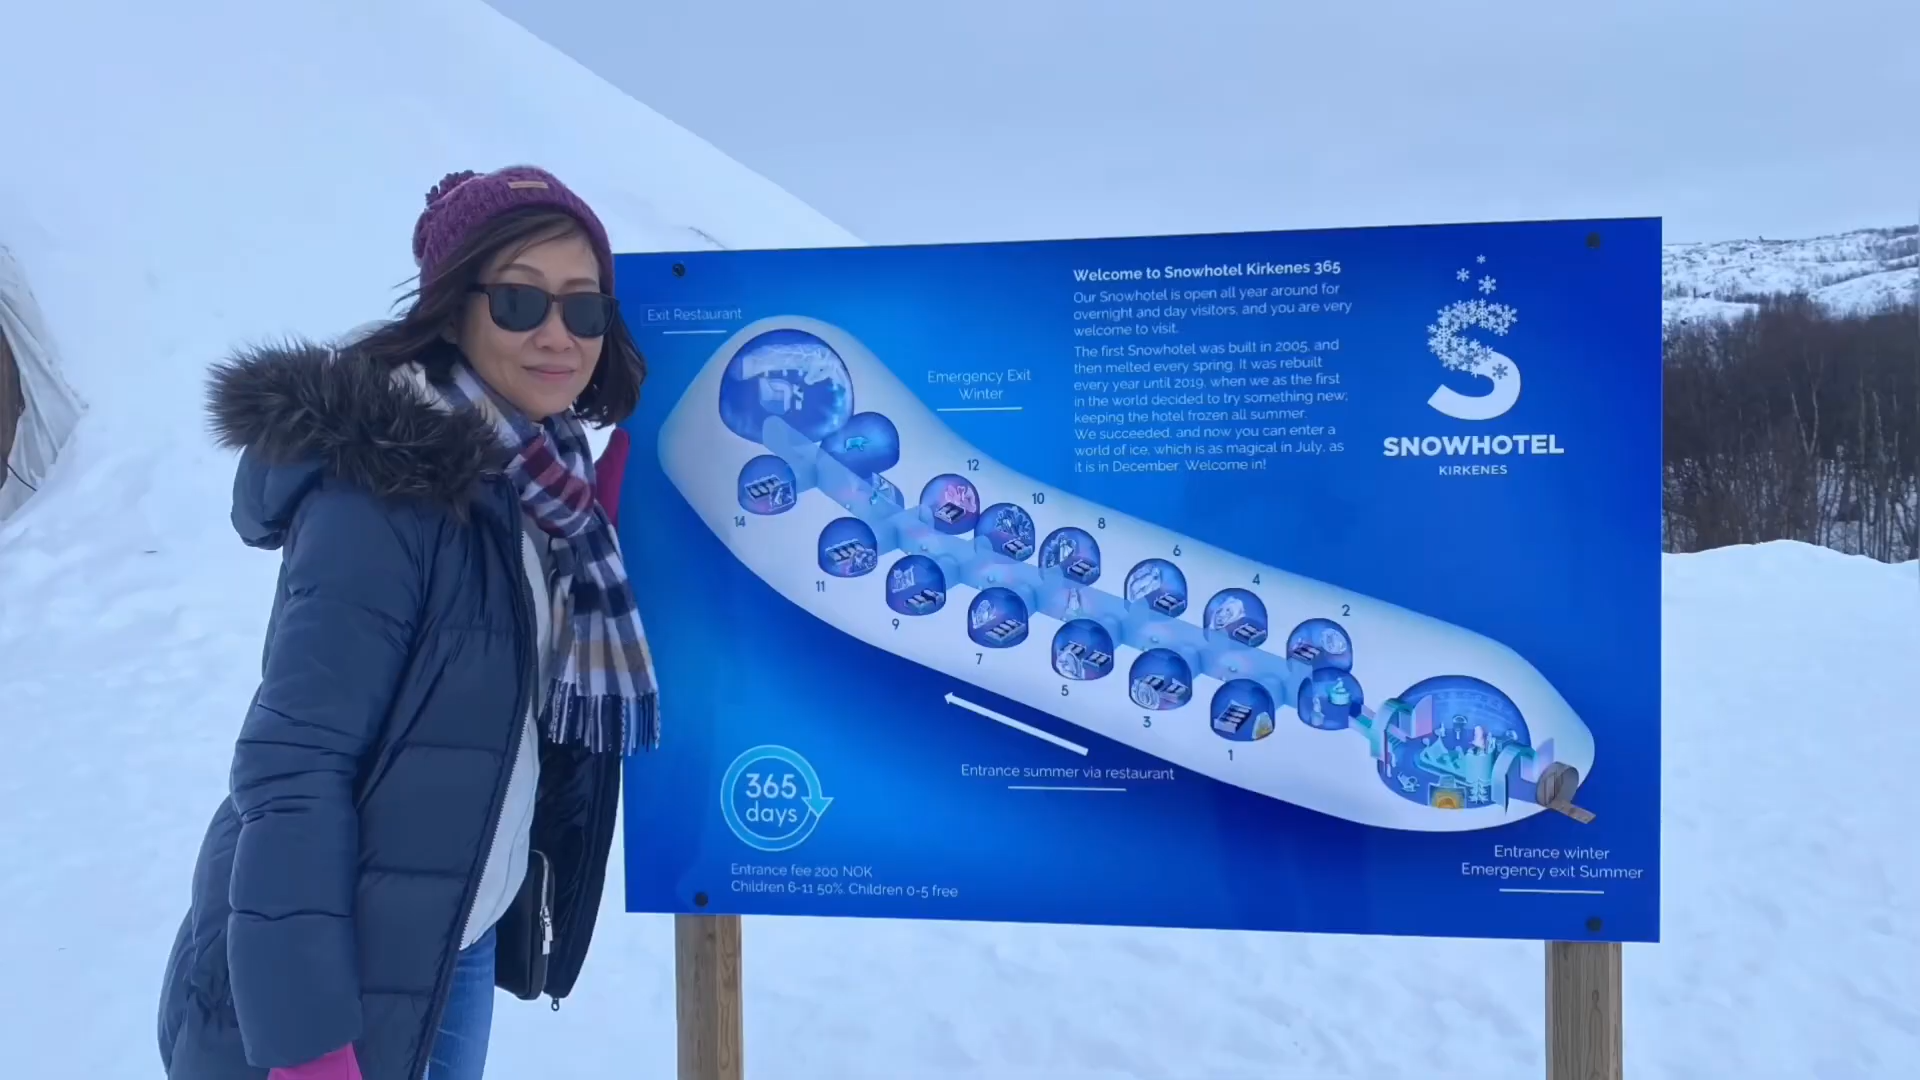 Welcome to Snowhotel Kirkenes 365
Our Snowhotel is open all year around for
overnight and day visitors, and you are very
welcome to visit.
The first Snowhotel was built in 2005, and
then melted every spring. It was rebuilt
every year until 2019, when we as the first
in the world decided to try something new;
keeping the hotel frozen all summer.
We succeeded, and now you can enter a
world of ice, which is as magical in July, as
it is in December. Welcome in!
S
SNOWHOTEL
KIRKENES
Exit Restaurant
Emergency Exit
Winter
12
10
8
6
4
2
14
11
9
7
5
3
1
Entrance summer via restaurant
365
days
Entrance fee 200 NOK
Children 6-11 50%. Children 0-5 free
Entrance winter
Emergency exit Summer